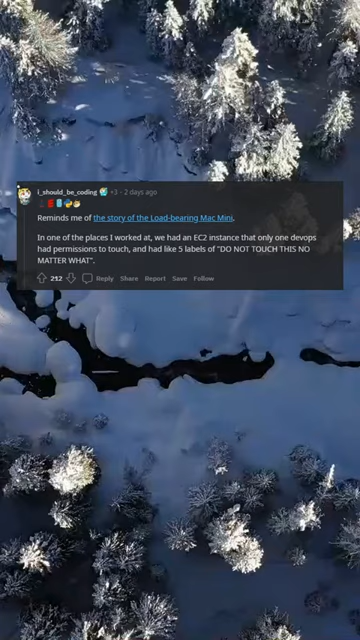 i_should_be_coding +3 · 2 days ago
Reminds me of the story of the Load-bearing Mac Mini.
In one of the places I worked at, we had an EC2 instance that only one devops
had permissions to touch, and had like 5 labels of "DO NOT TOUCH THIS NO
MATTER WHAT".
212 Reply Share Report Save Follow